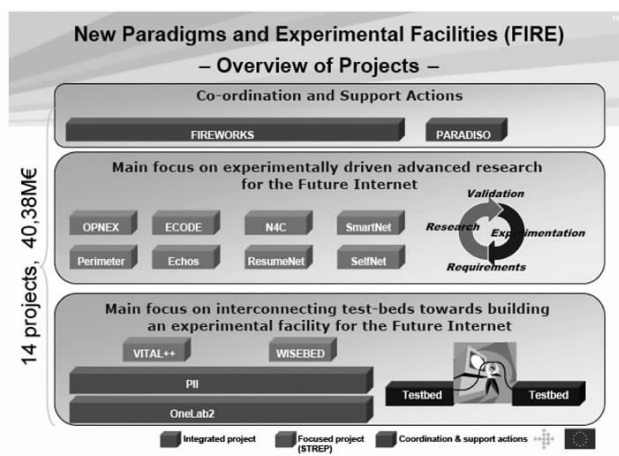 New Paradigms and Experimental Facilities (FIRE)
– Overview of Projects –
14 projects, 40,38M€
Co-ordination and Support Actions
FIREWORKS
PARADISO
Main focus on experimentally driven advanced research
for the Future Internet
OPNEX
ECODE
N4C
SmartNet
Perimeter
Echos
ResumeNet
SelfNet
Validation
Research
Experimentation
Requirements
Main focus on interconnecting test-beds towards building
an experimental facility for the Future Internet
VITAL++
WISEBED
PII
OneLab2
Testbed
Testbed
Integrated project
Focused project
(STREP)
Coordination & support actions